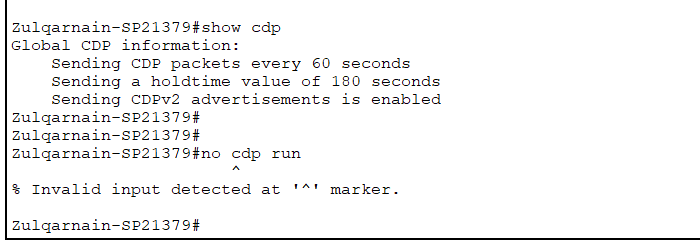 Zulqarnain-SP21379#show cdp
Global CDP information:
    Sending CDP packets every 60 seconds
    Sending a holdtime value of 180 seconds
    Sending CDPv2 advertisements is enabled
Zulqarnain-SP21379#
Zulqarnain-SP21379#
Zulqarnain-SP21379#no cdp run
                      ^
% Invalid input detected at '^' marker.
Zulqarnain-SP21379#